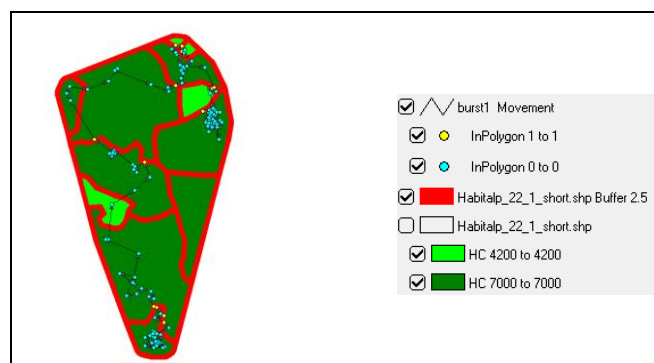 burst1 Movement
InPolygon 1 to 1
InPolygon 0 to 0
Habitalp_22_1_short.shp Buffer 2.5
Habitalp_22_1_short.shp
HC 4200 to 4200
HC 7000 to 7000